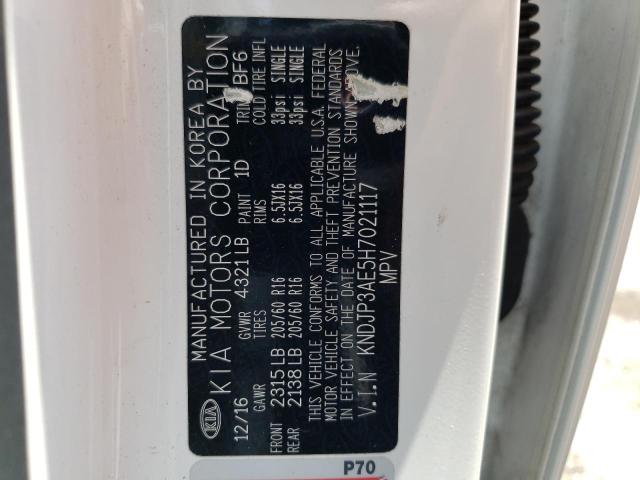 MANUFACTURED IN KOREA BY
KIA KIA MOTORS CORPORATION
12/16 GVWR 4321LB PAINT 1D TRIM BF6
GAWR TIRES RIMS COLD TIRE INFL
FRONT 2315LB 205/60 R16 6.5JX16 33psi SINGLE
REAR 2138LB 205/60 R16 6.5JX16 33psi SINGLE
THIS VEHICLE CONFORMS TO ALL APPLICABLE U.S.A. FEDERAL
MOTOR VEHICLE SAFETY AND THEFT PREVENTION STANDARDS
IN EFFECT ON THE DATE OF MANUFACTURE SHOWN ABOVE.
V.I.N KNDJP3AE5H7021117
MPV
P70